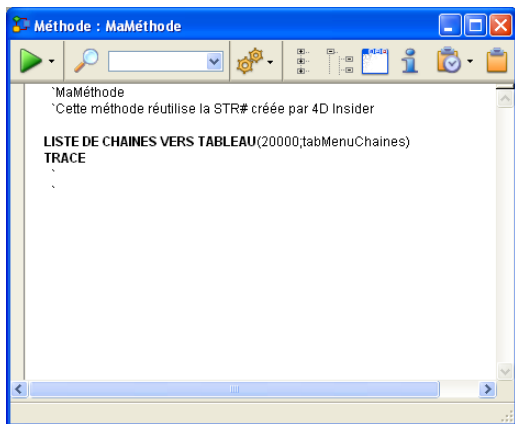 Méthode : MaMéthode
`MaMéthode
`Cette méthode réutilise la STR# créée par 4D Insider
LISTE DE CHAINES VERS TABLEAU(20000;tabMenuChaines)
TRACE
`
`